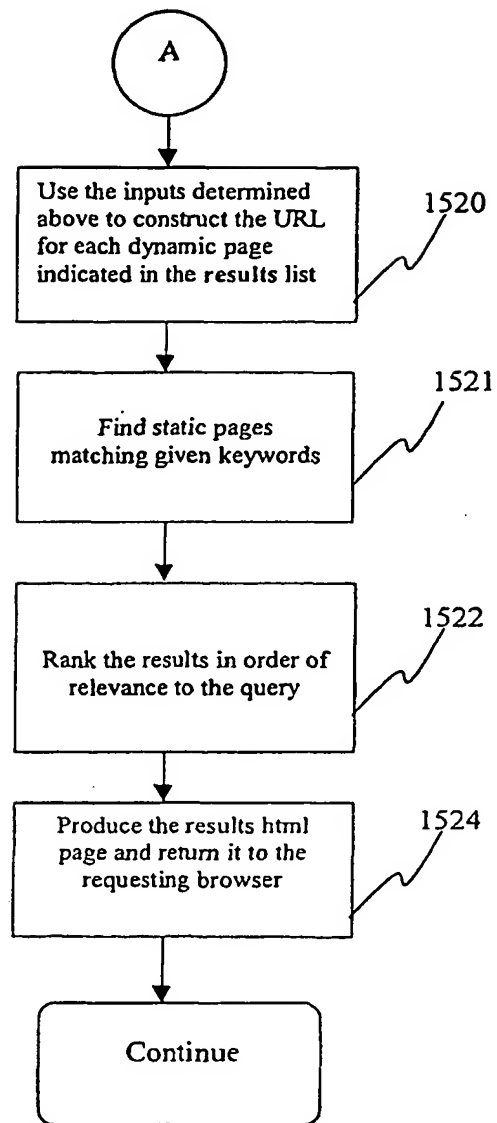 A
Use the inputs determined
above to construct the URL
for each dynamic page
indicated in the results list
1520
1521
Find static pages
matching given keywords
1522
Rank the results in order of
relevance to the query
1524
Produce the results html
page and return it to the
requesting browser
Continue